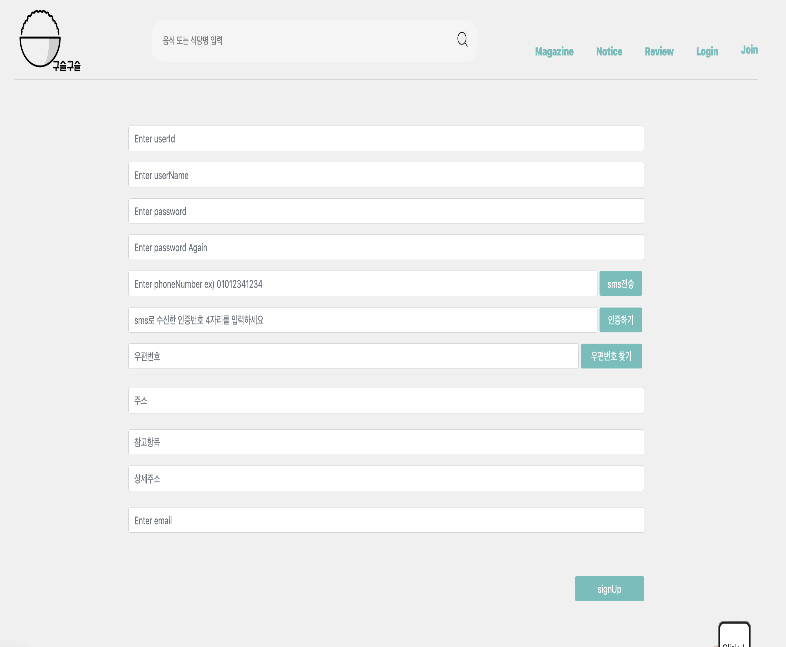 구슬구슬
음식 또는 식당명 입력
Magazine Notice Review Login Join
Enter userId
Enter userName
Enter password
Enter password Again
Enter phoneNumber ex) 01012341234 sms전송
sms로 수신한 인증번호 4자리를 입력하세요 인증하기
우편번호 우편번호 찾기
주소
참고항목
상세주소
Enter email
signUp